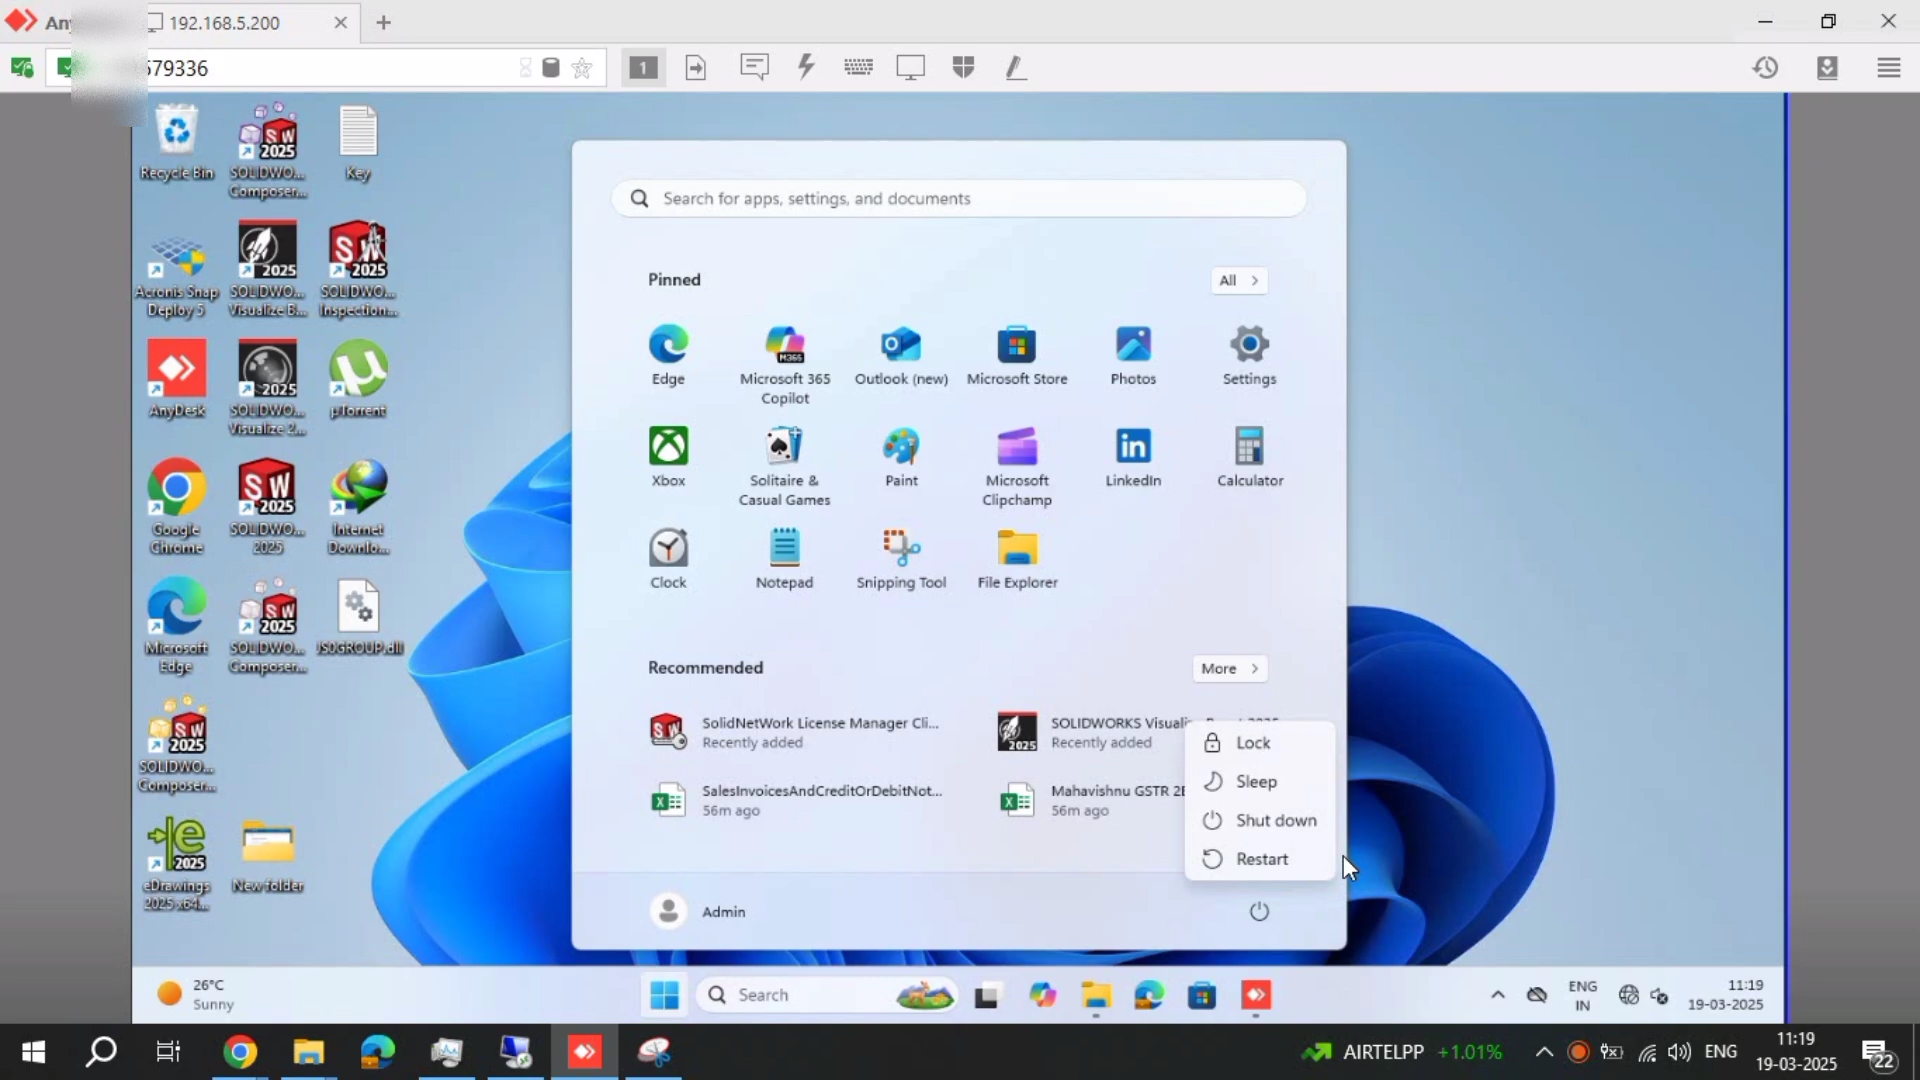 192.168.5.200
579336
1
Recycle Bin
SOLIDWO...
Composer...
Key
Acronis Snap
Deploy 5
SOLIDWO...
Visualize B...
SOLIDWO...
Inspection...
AnyDesk
SOLIDWO...
Visualize 2...
µTorrent
Google
Chrome
SOLIDWO...
2025
Internet
Downlo...
Microsoft
Edge
SOLIDWO...
Composer...
SOLIDWO...
Composer...
eDrawings
2025 x64...
New folder
Search for apps, settings, and documents
Pinned
All
Edge
Microsoft 365
Copilot
Outlook (new)
Microsoft Store
Photos
Settings
Xbox
Solitaire &
Casual Games
Paint
Microsoft
Clipchamp
LinkedIn
Calculator
Clock
Notepad
Snipping Tool
File Explorer
Recommended
More
SolidNetWork License Manager Cli...
Recently added
SOLIDWORKS
Recently added
SalesInvoicesAndCreditOrDebitNot...
56m ago
Mahavishnu GSTR
56m ago
Lock
Sleep
Shut down
Restart
Admin
26°C
Sunny
Search
ENG
IN
11:19
19-03-2025
AIRTELPP +1.01%
ENG
11:19
19-03-2025
22